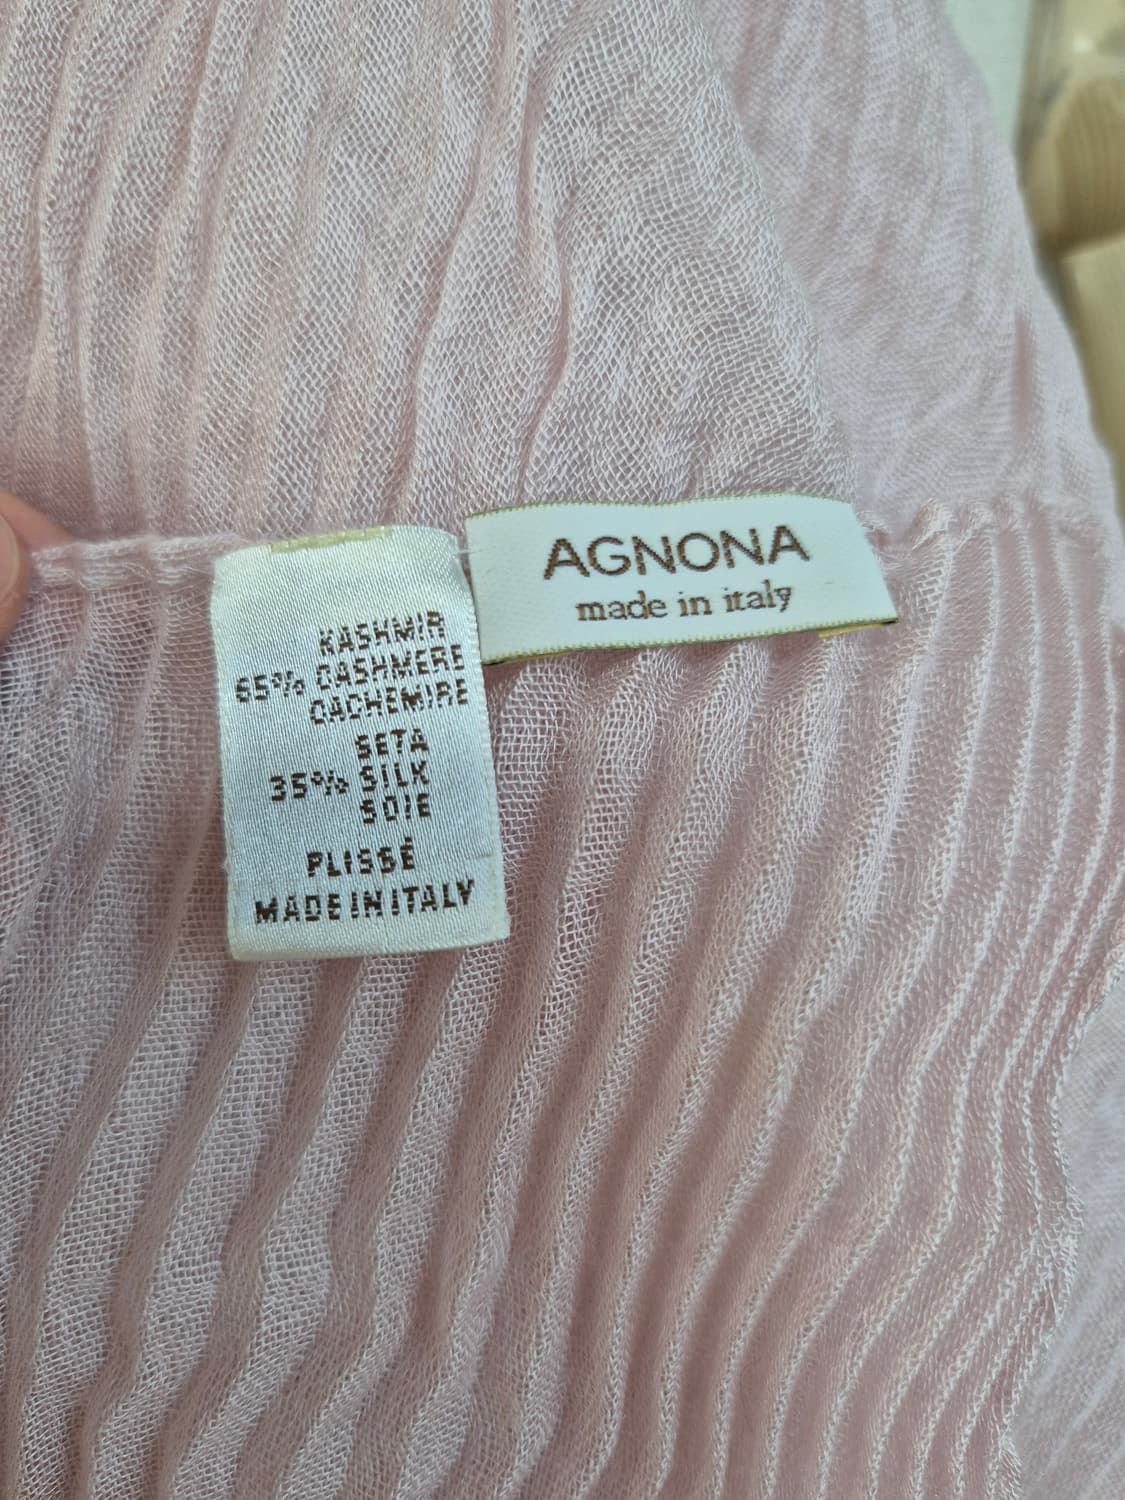 AGNONA
made in italy
KASHMIR
65% CASHMERE
CACHEMIRE
SETA
35% SILK
SOIE
PLISSÉ
MADE IN ITALY